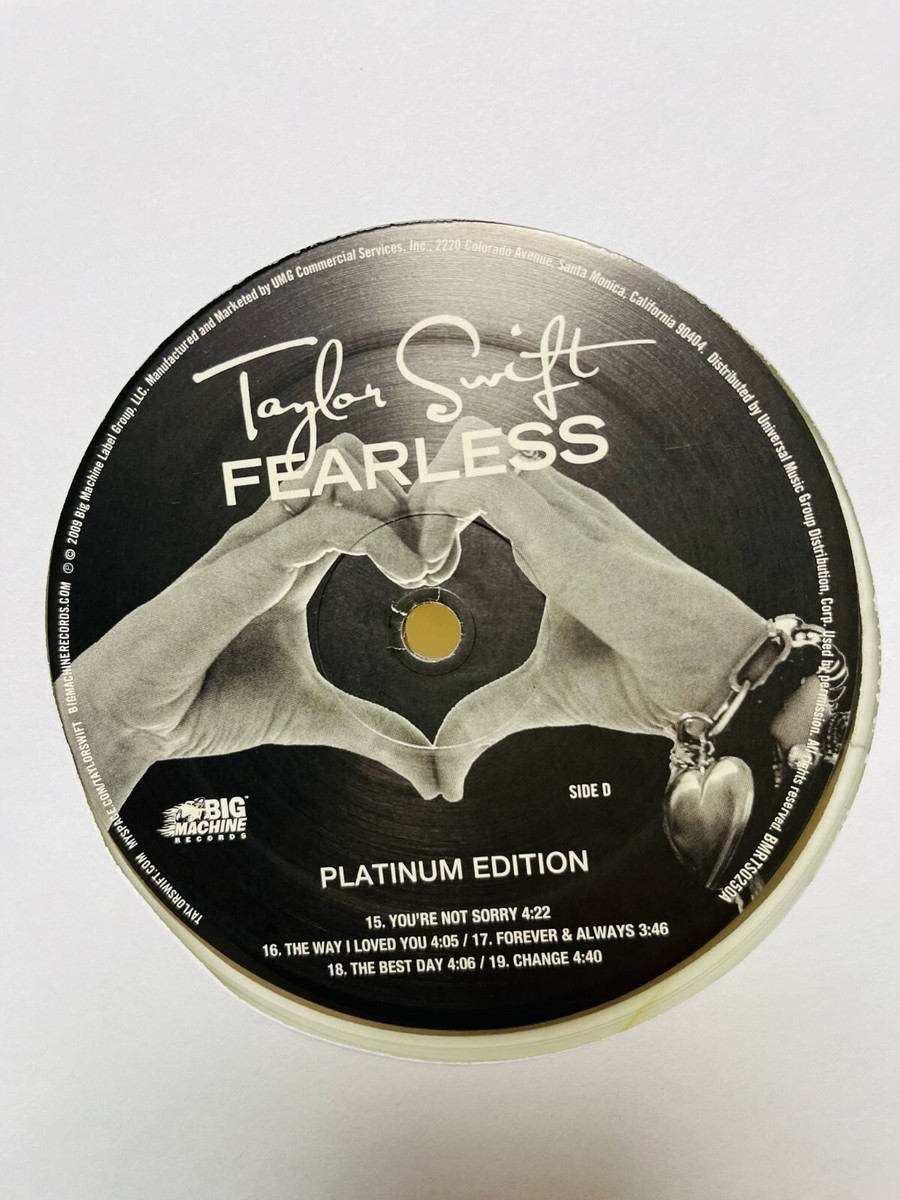 TAYLORSWIFT.COM MYSPACE.COM/TAYLORSWIFT BIGMACHINERECORDS.COM ℗ © 2009 Big Machine Label Group, LLC. Manufactured and Marketed by UMG Commercial Services, Inc., 2220 Colorado Avenue, Santa Monica, California 90404. Distributed by Universal Music Group Distribution, Corp. Used by permission. All rights reserved. BMRTS0250A
Taylor Swift
FEARLESS
SIDE D
BIG
MACHINE
RECORDS
PLATINUM EDITION
15. YOU'RE NOT SORRY 4:22
16. THE WAY I LOVED YOU 4:05 / 17. FOREVER & ALWAYS 3:46
18. THE BEST DAY 4:06 / 19. CHANGE 4:40